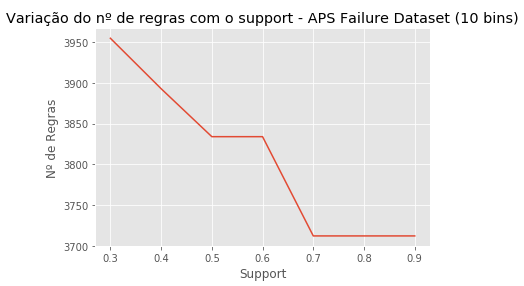 Variação do nº de regras com o support - APS Failure Dataset (10 bins)
3950
3900
3850
3800
3750
3700
Nº de Regras
0.3 0.4 0.5 0.6 0.7 0.8 0.9
Support